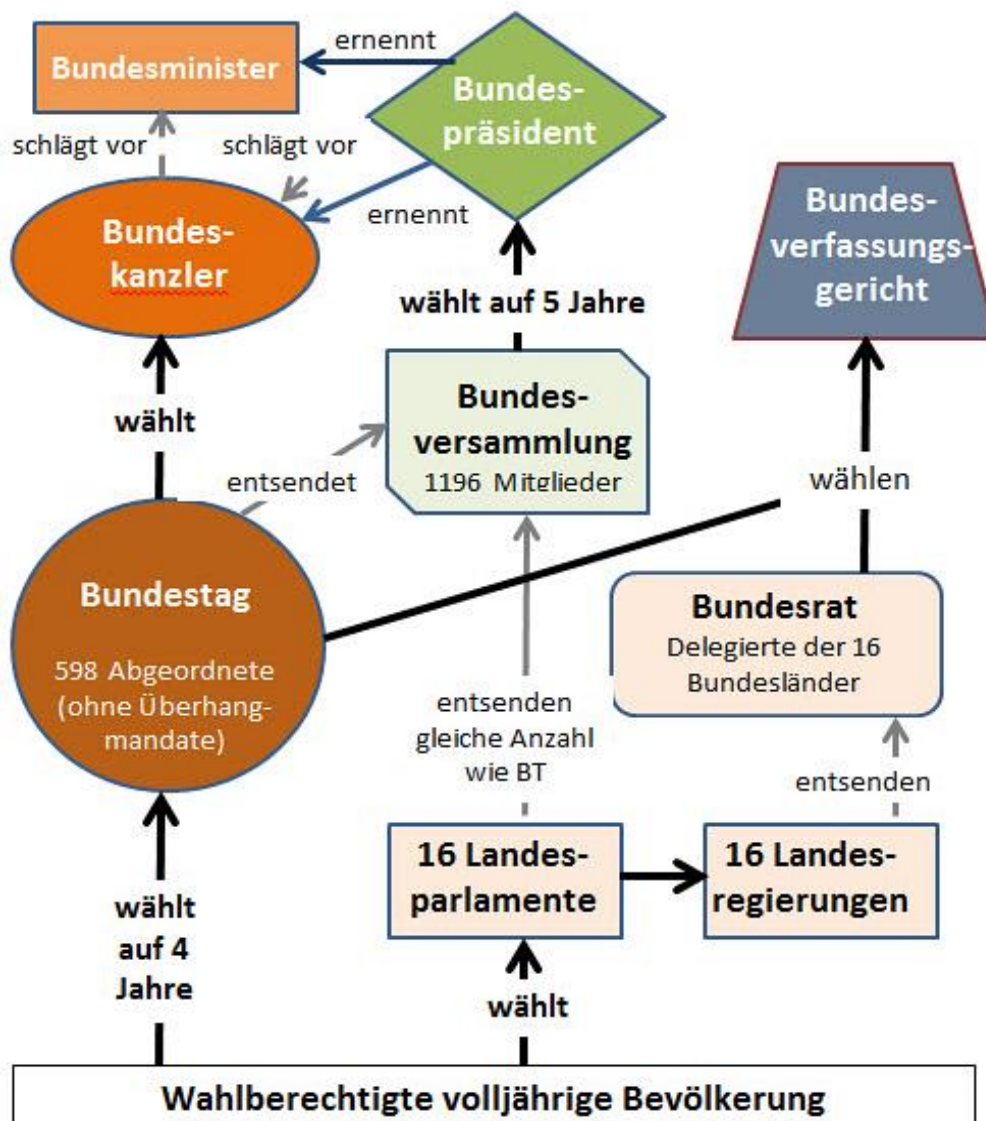 ernennt
Bundesminister
Bundes-
präsident
schlägt vor
schlägt vor
ernennt
Bundes-
kanzler
Bundes-
verfassungs-
gericht
wählt auf 5 Jahre
wählt
Bundes-
versammlung
1196 Mitglieder
entsendet
wählen
Bundestag
598 Abgeordnete
(ohne Überhang-
mandate)
Bundesrat
Delegierte der 16
Bundesländer
entsenden
gleiche Anzahl
wie BT
entsenden
16 Landes-
parlamente
16 Landes-
regierungen
wählt
auf 4
Jahre
wählt
Wahlberechtigte volljährige Bevölkerung